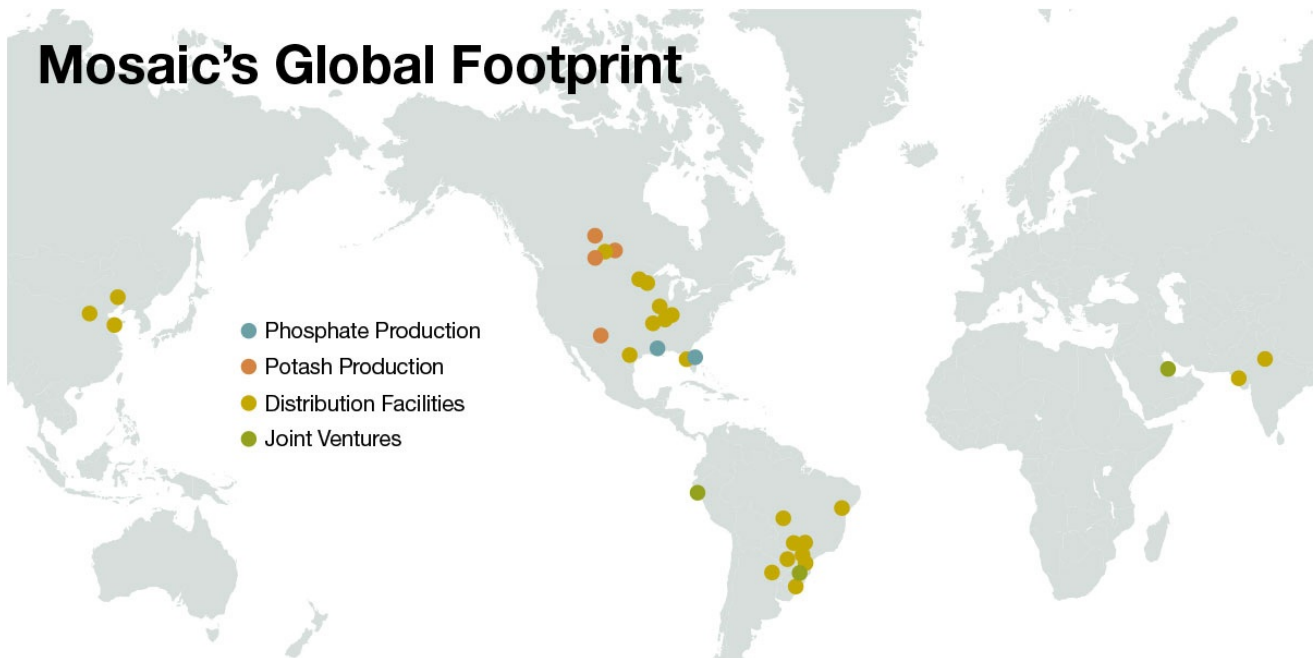 Mosaic’s Global Footprint
Phosphate Production
Potash Production
Distribution Facilities
Joint Ventures